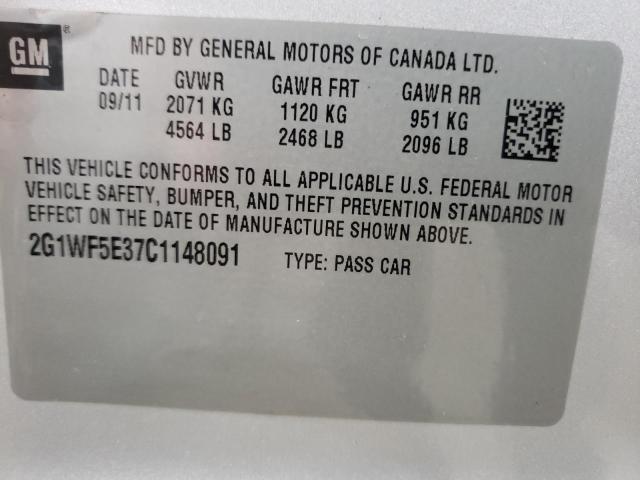 GM ®
MFD BY GENERAL MOTORS OF CANADA LTD.
DATE GVWR GAWR FRT GAWR RR
09/11 2071 KG 1120 KG 951 KG
4564 LB 2468 LB 2096 LB
THIS VEHICLE CONFORMS TO ALL APPLICABLE U.S. FEDERAL MOTOR
VEHICLE SAFETY, BUMPER, AND THEFT PREVENTION STANDARDS IN
EFFECT ON THE DATE OF MANUFACTURE SHOWN ABOVE.
2G1WF5E37C1148091 TYPE: PASS CAR